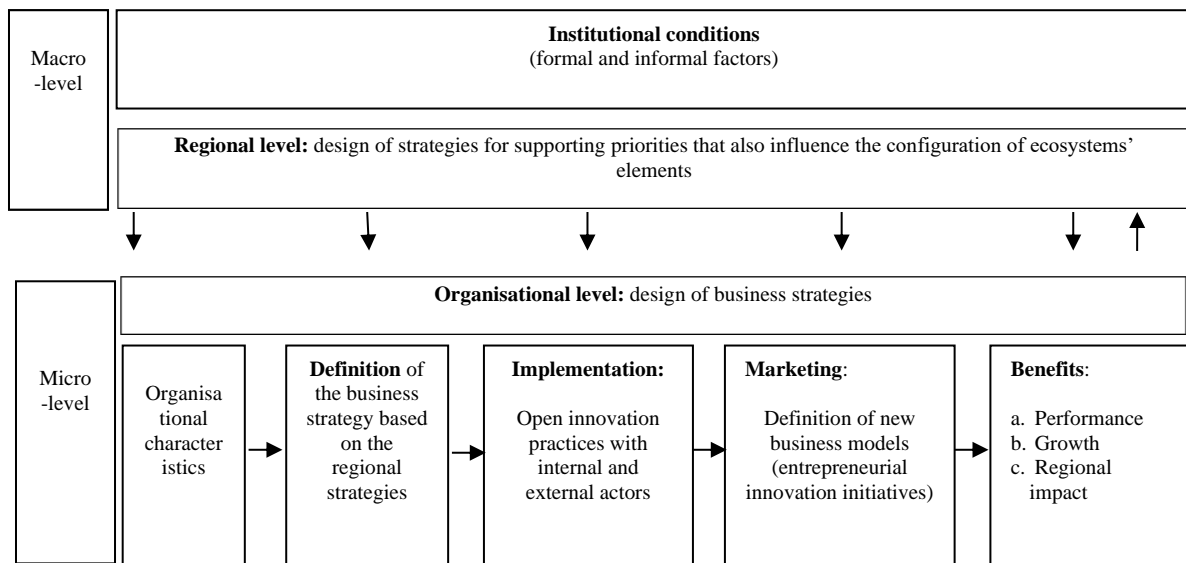 Macro
-level
Institutional conditions
(formal and informal factors)
Regional level: design of strategies for supporting priorities that also influence the configuration of ecosystems'
elements
Micro
-level
Organisational level: design of business strategies
Organisa
tional
character
istics
Definition of
the business
strategy based
on the
regional
strategies
Implementation:
Open innovation
practices with
internal and
external actors
Marketing:
Definition of new
business models
(entrepreneurial
innovation initiatives)
Benefits:
a. Performance
b. Growth
c. Regional
impact